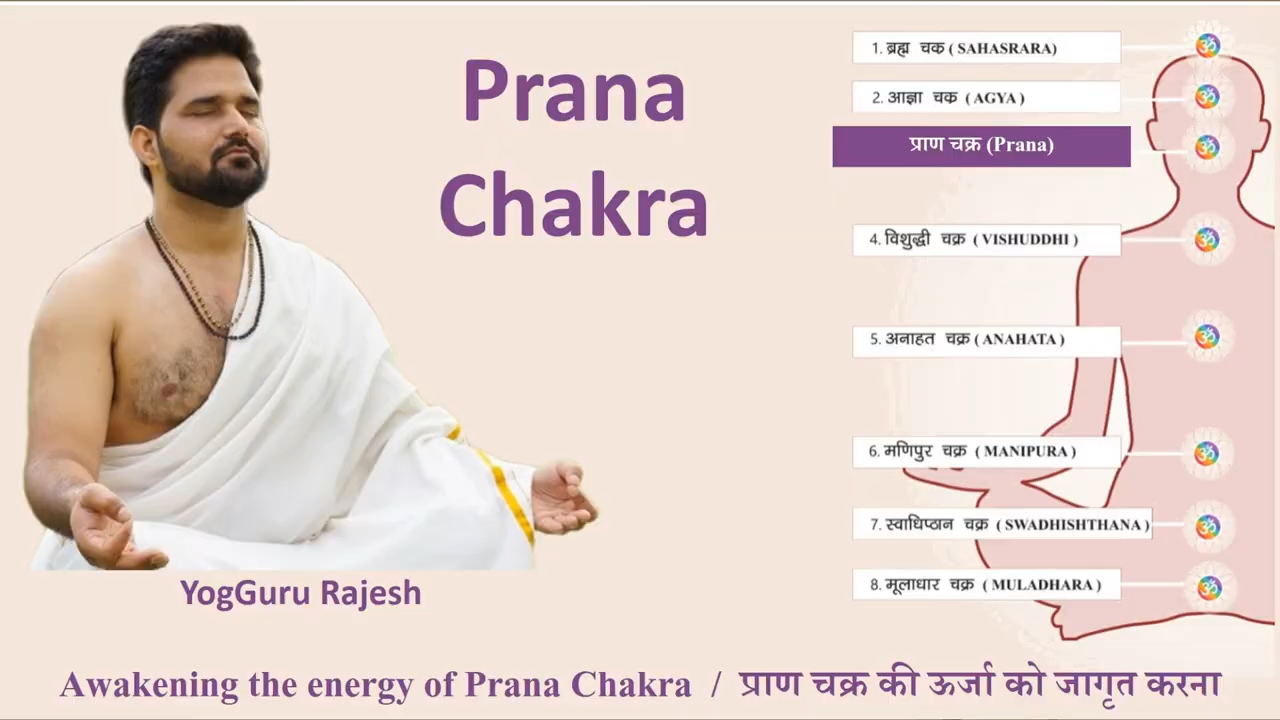 Prana
Chakra
1. ब्रह्म चक ( SAHASRARA)
2. आज्ञा चक ( AGYA )
प्राण चक्र (Prana)
4. विशुद्धी चक्र ( VISHUDDHI )
5. अनाहत चक्र ( ANAHATA )
6. मणिपुर चक्र ( MANIPURA )
7. स्वाधिष्ठान चक्र ( SWADHISHTHANA )
8. मूलाधार चक्र ( MULADHARA )
YogGuru Rajesh
Awakening the energy of Prana Chakra / प्राण चक्र की ऊर्जा को जागृत करना